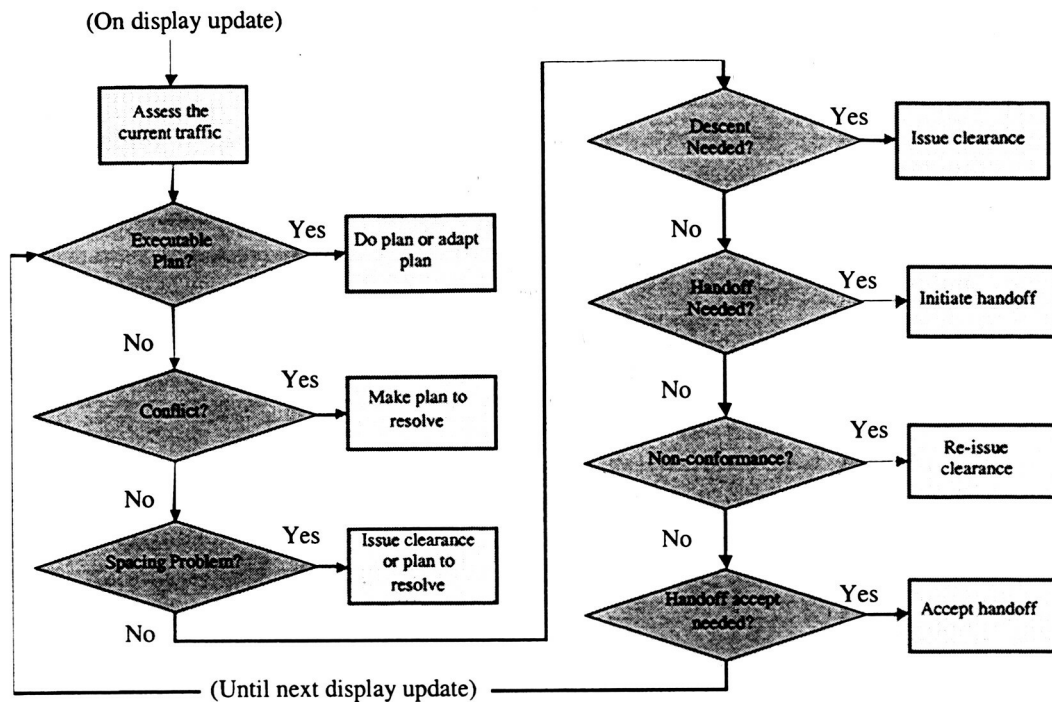 (On display update)
Assess the
current traffic
Executable
Plan?
Yes
Do plan or adapt
plan
No
Conflict?
Yes
Make plan to
resolve
No
Spacing Problem?
Yes
Issue clearance
or plan to
resolve
No
Descent
Needed?
Yes
Issue clearance
No
Handoff
Needed?
Yes
Initiate handoff
No
Non-conformance?
Yes
Re-issue
clearance
No
Handoff accept
needed?
Yes
Accept handoff
(Until next display update)